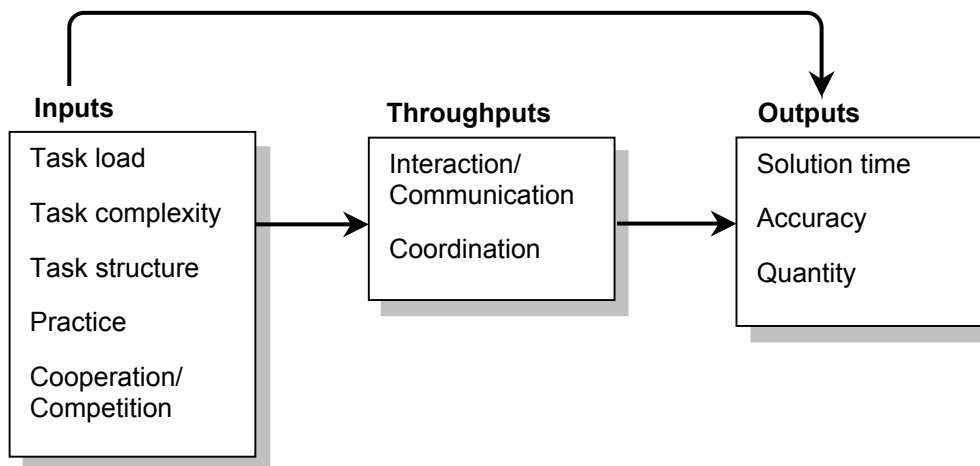 Inputs
Task load
Task complexity
Task structure
Practice
Cooperation/
Competition
Throughputs
Interaction/
Communication
Coordination
Outputs
Solution time
Accuracy
Quantity